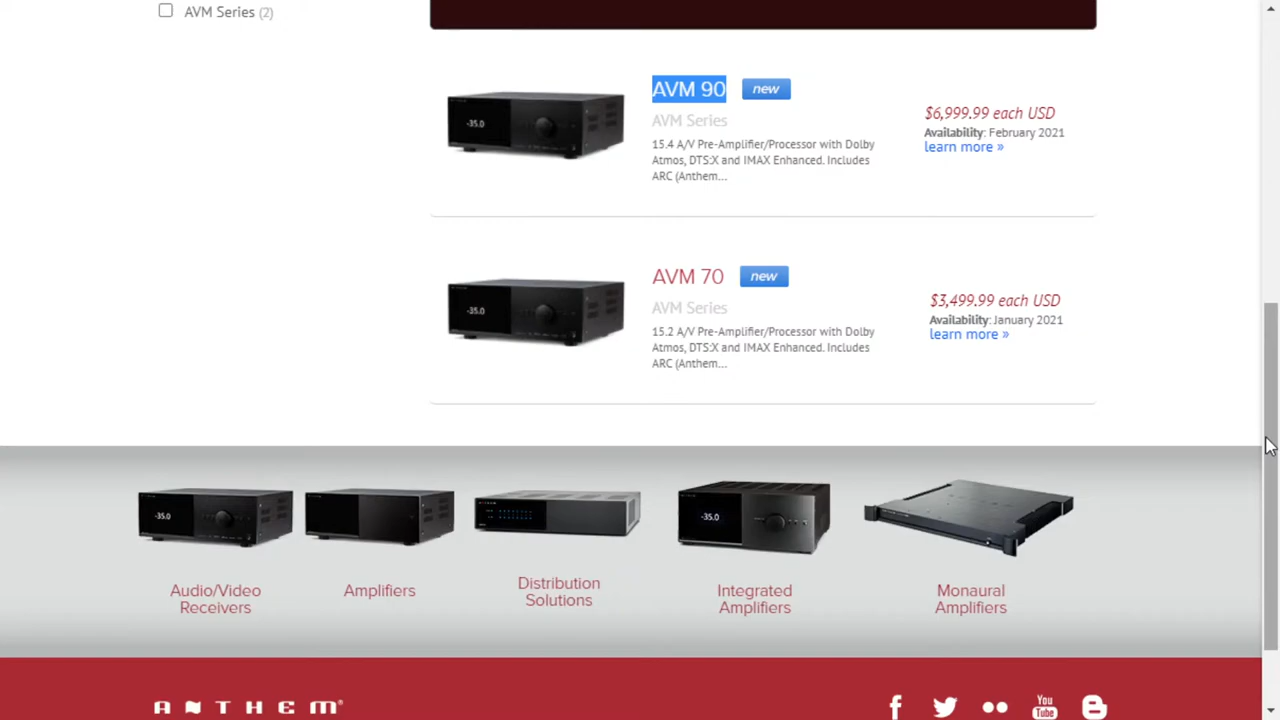 AVM Series (2)
AVM 90 new
AVM Series
15.4 A/V Pre-Amplifier/Processor with Dolby
Atmos, DTS:X and IMAX Enhanced. Includes
ARC (Anthem...
$6,999.99 each USD
Availability: February 2021
learn more »
-35.0
AVM 70 new
AVM Series
15.2 A/V Pre-Amplifier/Processor with Dolby
Atmos, DTS:X and IMAX Enhanced. Includes
ARC (Anthem...
$3,499.99 each USD
Availability: January 2021
learn more »
-35.0
-35.0
-35.0
Audio/Video
Receivers
Amplifiers
Distribution
Solutions
Integrated
Amplifiers
Monaural
Amplifiers
ANTHEM®
You
Tube